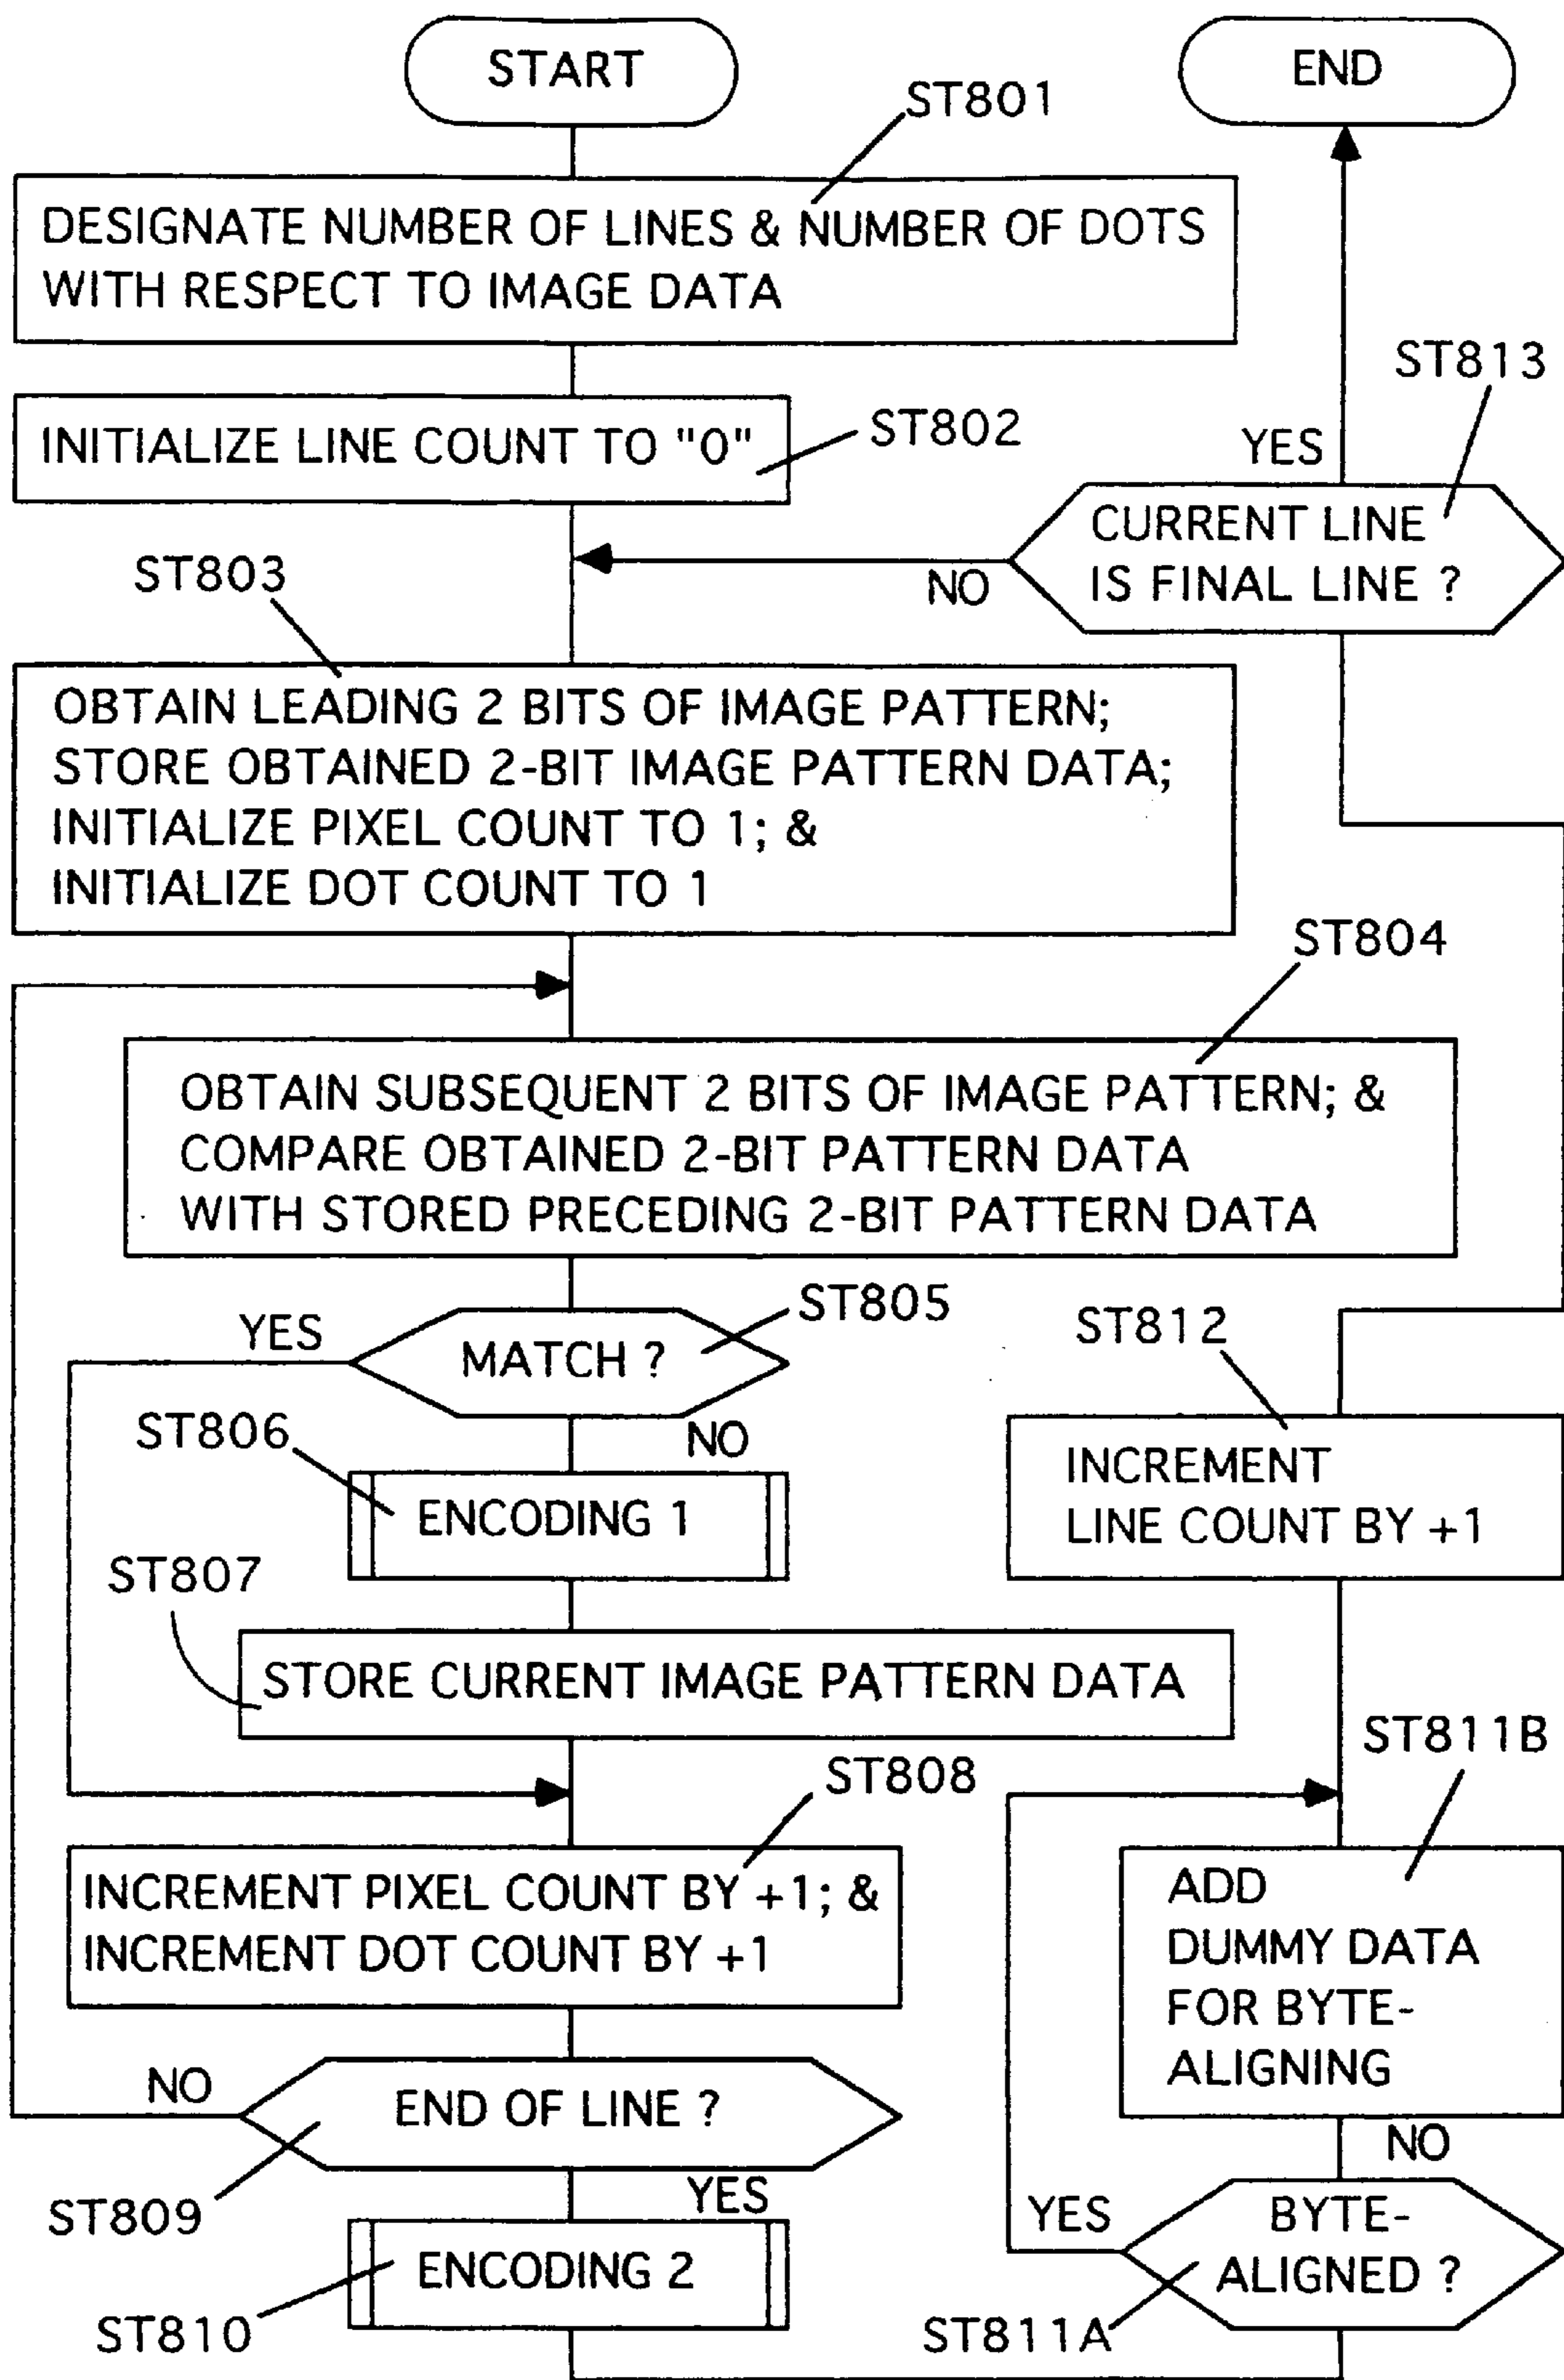 START
END
ST801
DESIGNATE NUMBER OF LINES & NUMBER OF DOTS
WITH RESPECT TO IMAGE DATA
ST813
INITIALIZE LINE COUNT TO "0"
ST802
YES
CURRENT LINE
IS FINAL LINE ?
NO
ST803
OBTAIN LEADING 2 BITS OF IMAGE PATTERN;
STORE OBTAINED 2-BIT IMAGE PATTERN DATA;
INITIALIZE PIXEL COUNT TO 1; &
INITIALIZE DOT COUNT TO 1
ST804
OBTAIN SUBSEQUENT 2 BITS OF IMAGE PATTERN; &
COMPARE OBTAINED 2-BIT PATTERN DATA
WITH STORED PRECEDING 2-BIT PATTERN DATA
ST805
YES
MATCH ?
ST812
ST806
NO
ENCODING 1
INCREMENT
LINE COUNT BY +1
ST807
STORE CURRENT IMAGE PATTERN DATA
ST811B
ST808
INCREMENT PIXEL COUNT BY +1; &
INCREMENT DOT COUNT BY +1
ADD
DUMMY DATA
FOR BYTE-
ALIGNING
NO
END OF LINE ?
NO
ST809
YES
YES
BYTE-
ALIGNED ?
ENCODING 2
ST810
ST811A